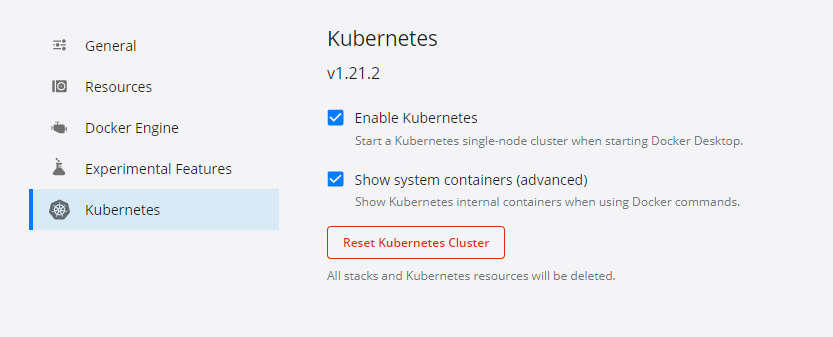 General
Resources
Docker Engine
Experimental Features
Kubernetes
Kubernetes
v1.21.2
Enable Kubernetes
Start a Kubernetes single-node cluster when starting Docker Desktop.
Show system containers (advanced)
Show Kubernetes internal containers when using Docker commands.
Reset Kubernetes Cluster
All stacks and Kubernetes resources will be deleted.